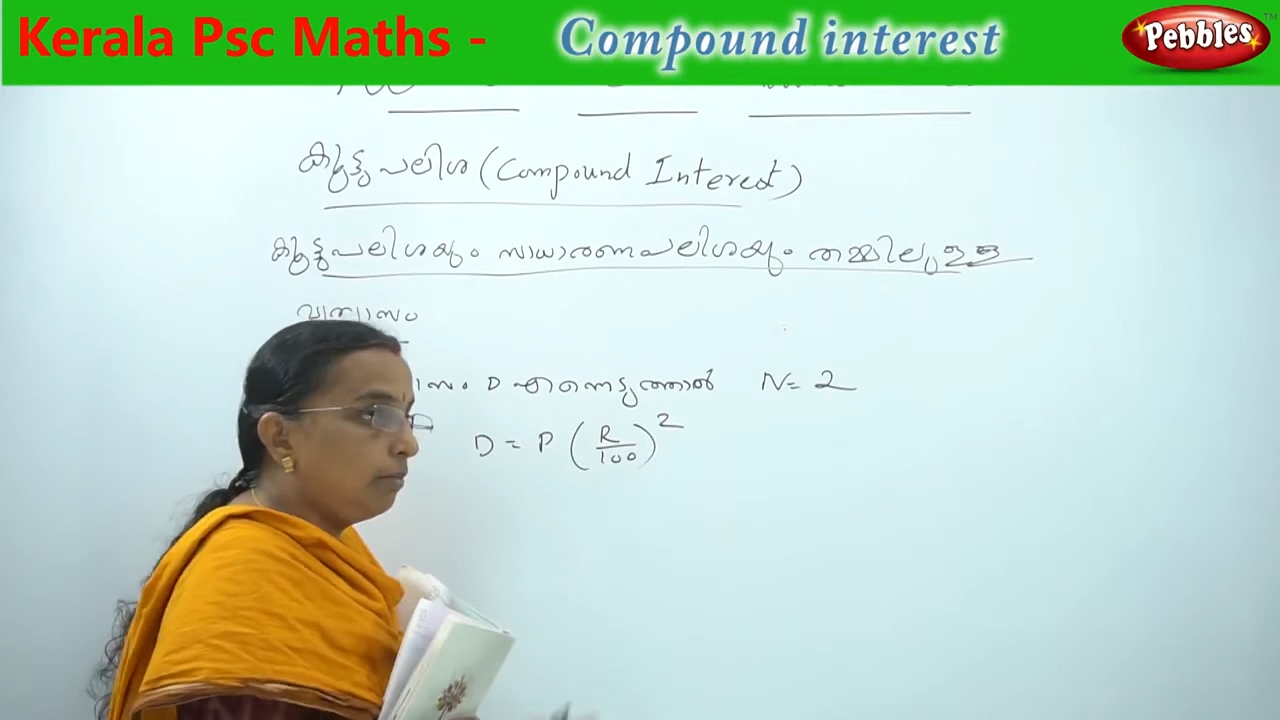 Kerala Psc Maths - Compound interest
Pebbles
TM
കൂട്ടുപലിശ (Compound Interest)
കൂട്ടുപലിശയും സാധാരണപലിശയും തമ്മിലുള്ള
വ്യത്യാസം
D എന്നെടുത്താൽ N = 2
D = P (R/100)²